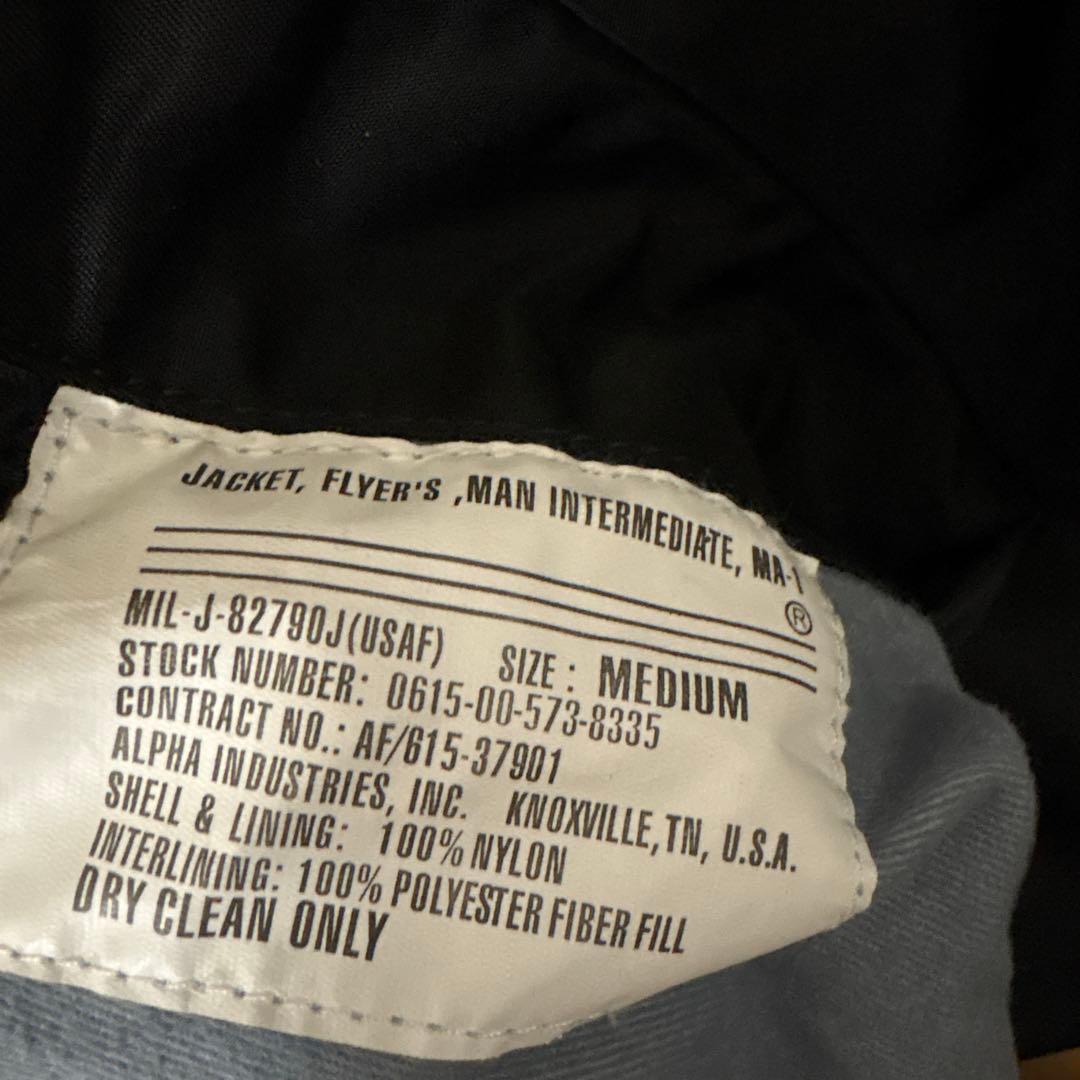 JACKET, FLYER'S ,MAN INTERMEDIATE, MA-1
®
MIL-J-82790J(USAF) SIZE : MEDIUM
STOCK NUMBER: 0615-00-573-8335
CONTRACT NO.: AF/615-37901
ALPHA INDUSTRIES, INC. KNOXVILLE, TN, U.S.A.
SHELL & LINING: 100% NYLON
INTERLINING: 100% POLYESTER FIBER FILL
DRY CLEAN ONLY